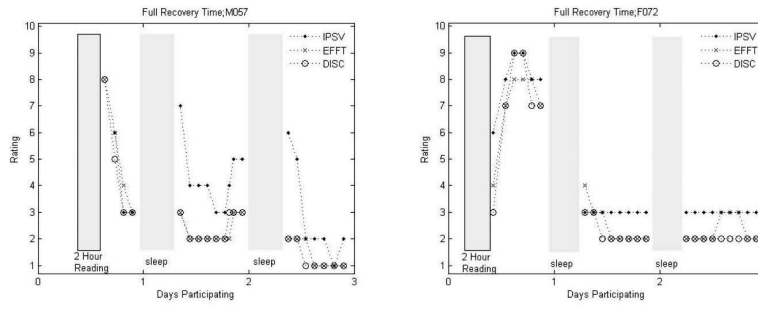 Full Recovery Time;M057
Rating
10
9
8
7
6
5
4
3
2
1
IPSV
EFFT
DISC
2 Hour
Reading
sleep
sleep
0
1
2
3
Days Participating
Full Recovery Time;F072
Rating
10
9
8
7
6
5
4
3
2
1
IPSV
EFFT
DISC
2 Hour
Reading
sleep
sleep
0
1
2
Days Participating